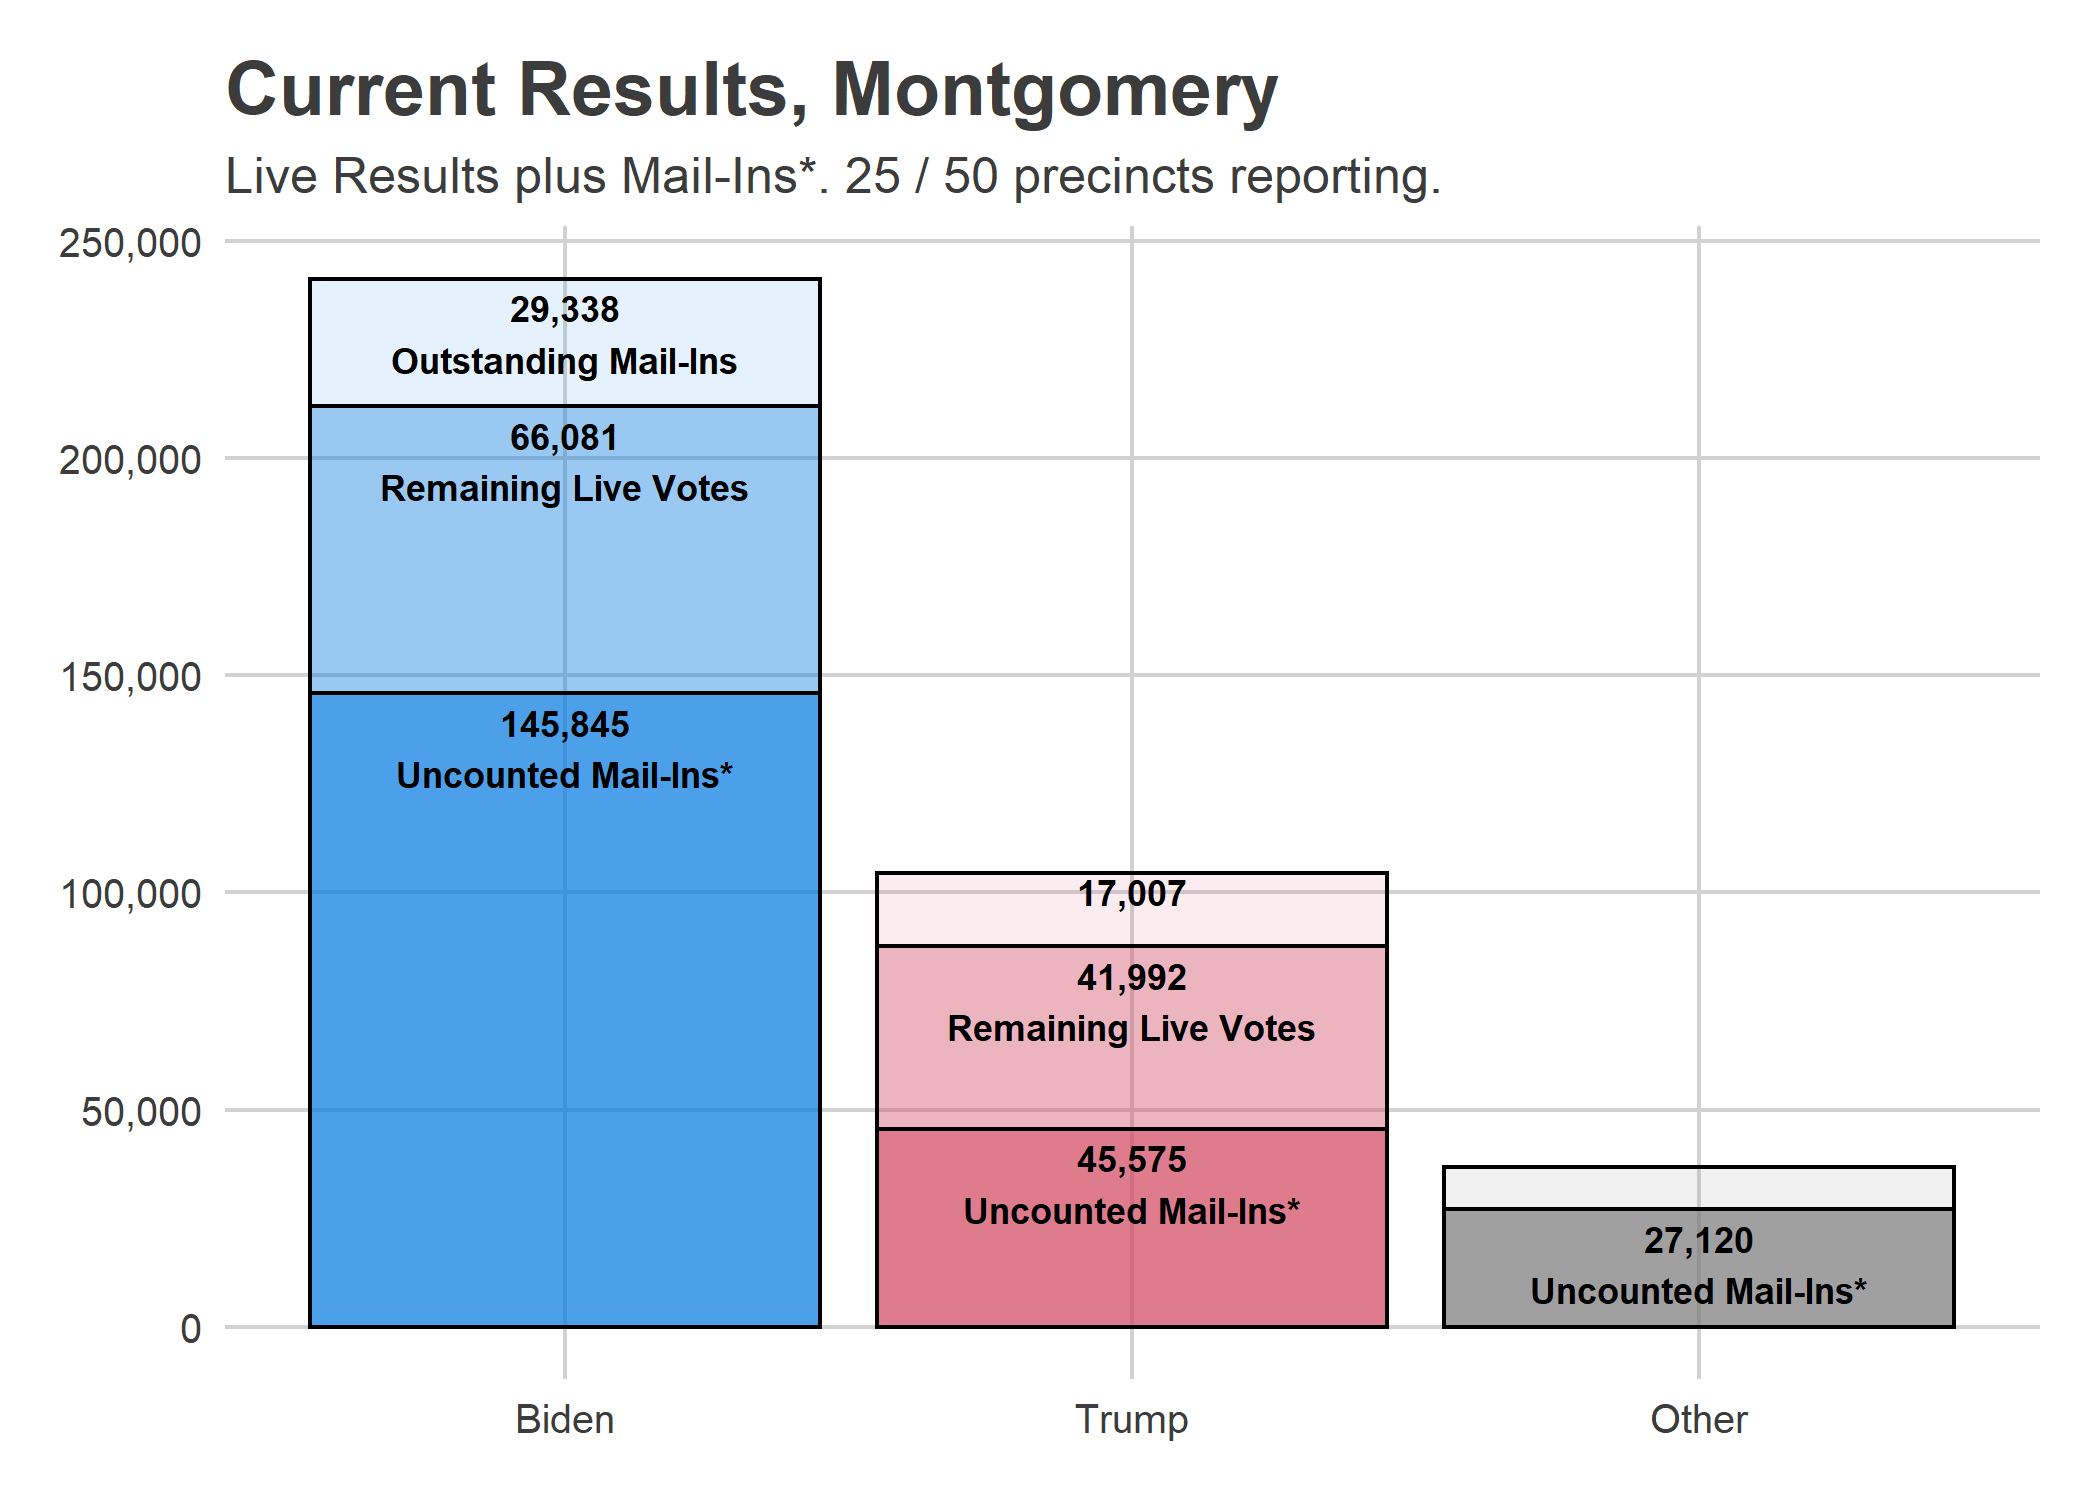 Current Results, Montgomery
Live Results plus Mail-Ins*. 25 / 50 precincts reporting.
250,000
200,000
150,000
100,000
50,000
0
29,338
Outstanding Mail-Ins
66,081
Remaining Live Votes
145,845
Uncounted Mail-Ins*
17,007
41,992
Remaining Live Votes
45,575
Uncounted Mail-Ins*
27,120
Uncounted Mail-Ins*
Biden
Trump
Other